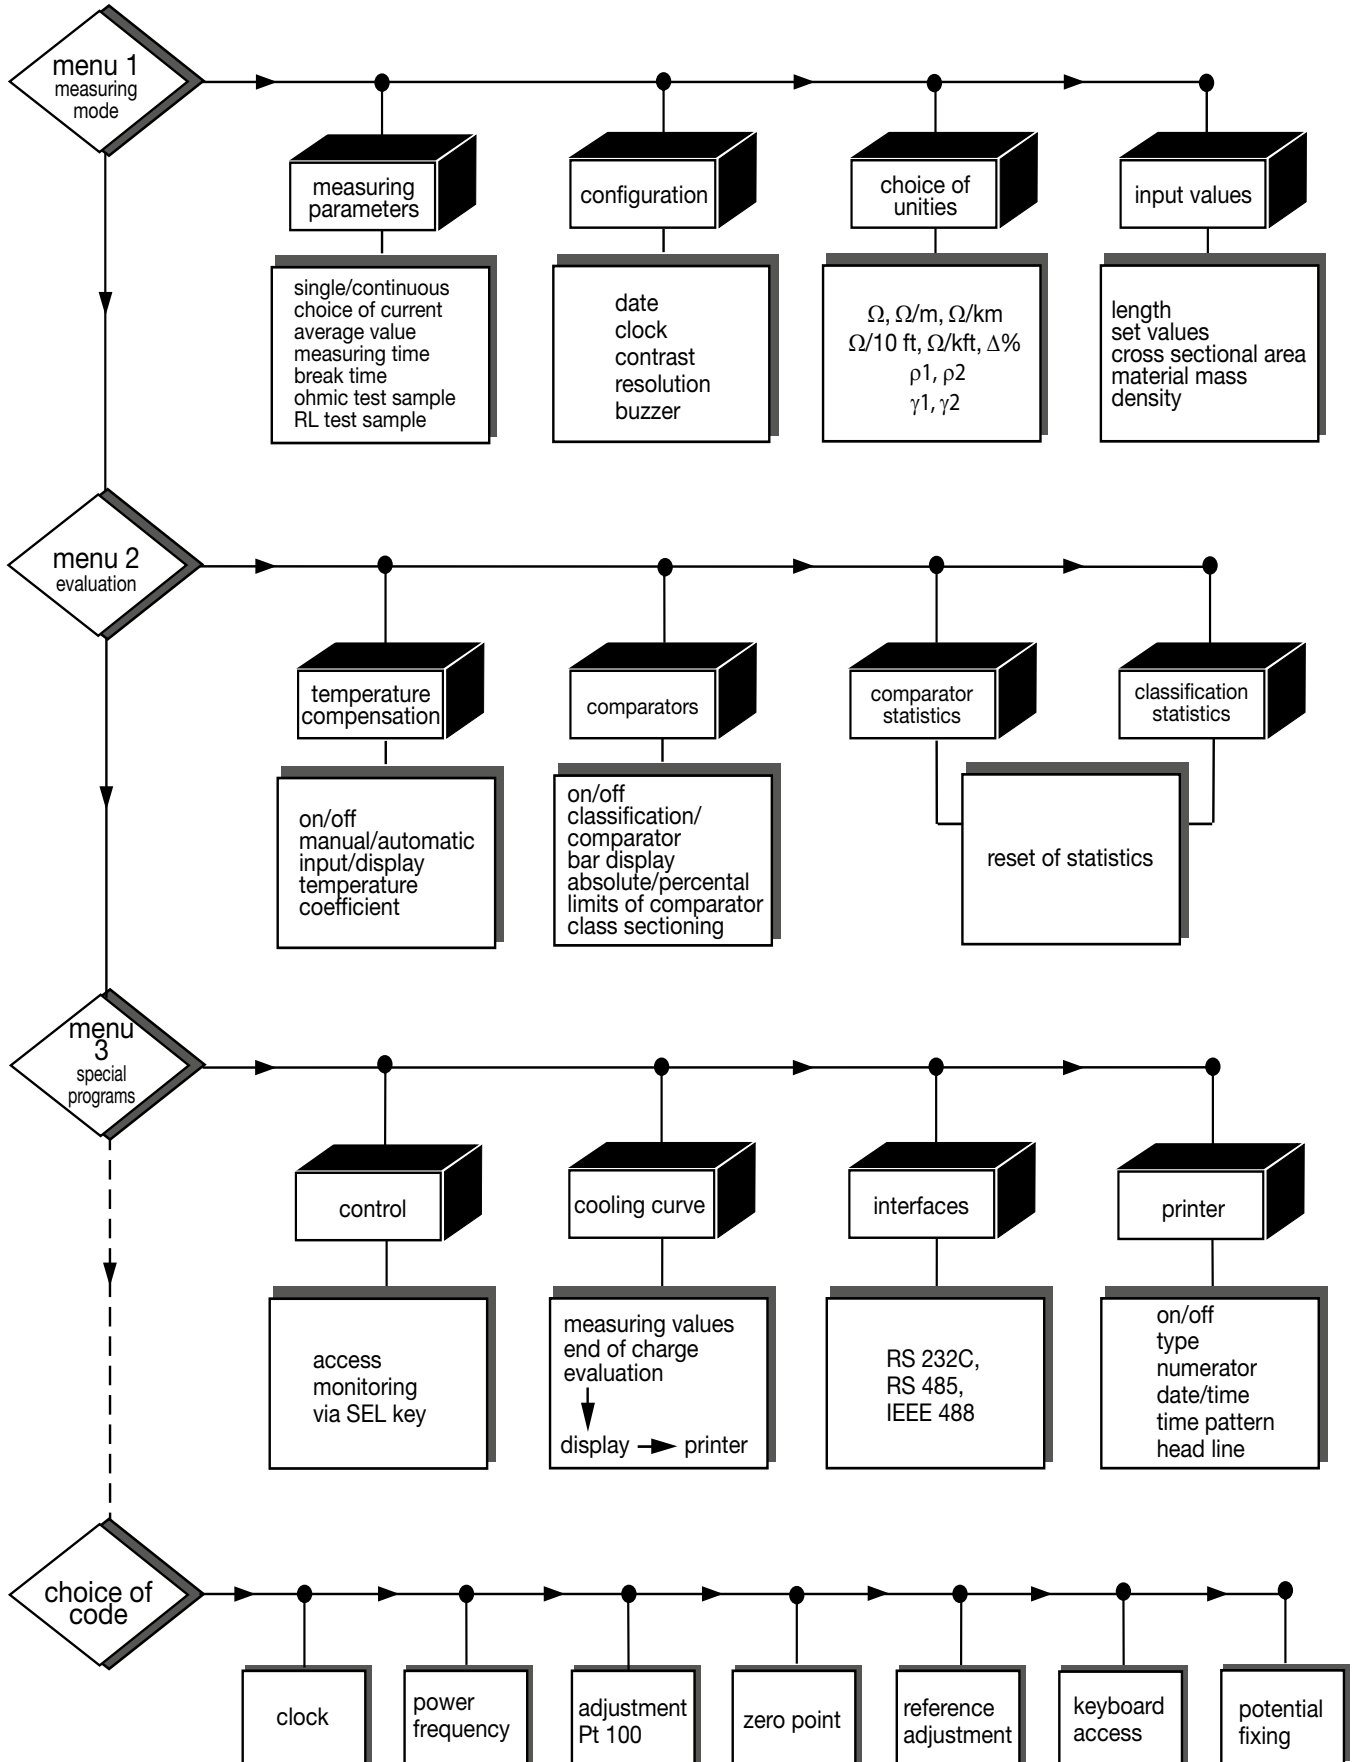 menu 1
measuring
mode
measuring
parameters
configuration
choice of
unities
input values
single/continuous
choice of current
average value
measuring time
break time
ohmic test sample
RL test sample
date
clock
contrast
resolution
buzzer
Ω, Ω/m, Ω/km
Ω/10 ft, Ω/kft, Δ%
ρ1, ρ2
γ1, γ2
length
set values
cross sectional area
material mass
density
menu 2
evaluation
temperature
compensation
comparators
comparator
statistics
classification
statistics
on/off
manual/automatic
input/display
temperature
coefficient
on/off
classification/
comparator
bar display
absolute/percental
limits of comparator
class sectioning
reset of statistics
menu
3
special
programs
control
cooling curve
interfaces
printer
access
monitoring
via SEL key
measuring values
end of charge
evaluation
display
printer
RS 232C,
RS 485,
IEEE 488
on/off
type
numerator
date/time
time pattern
head line
choice of
code
clock
power
frequency
adjustment
Pt 100
zero point
reference
adjustment
keyboard
access
potential
fixing